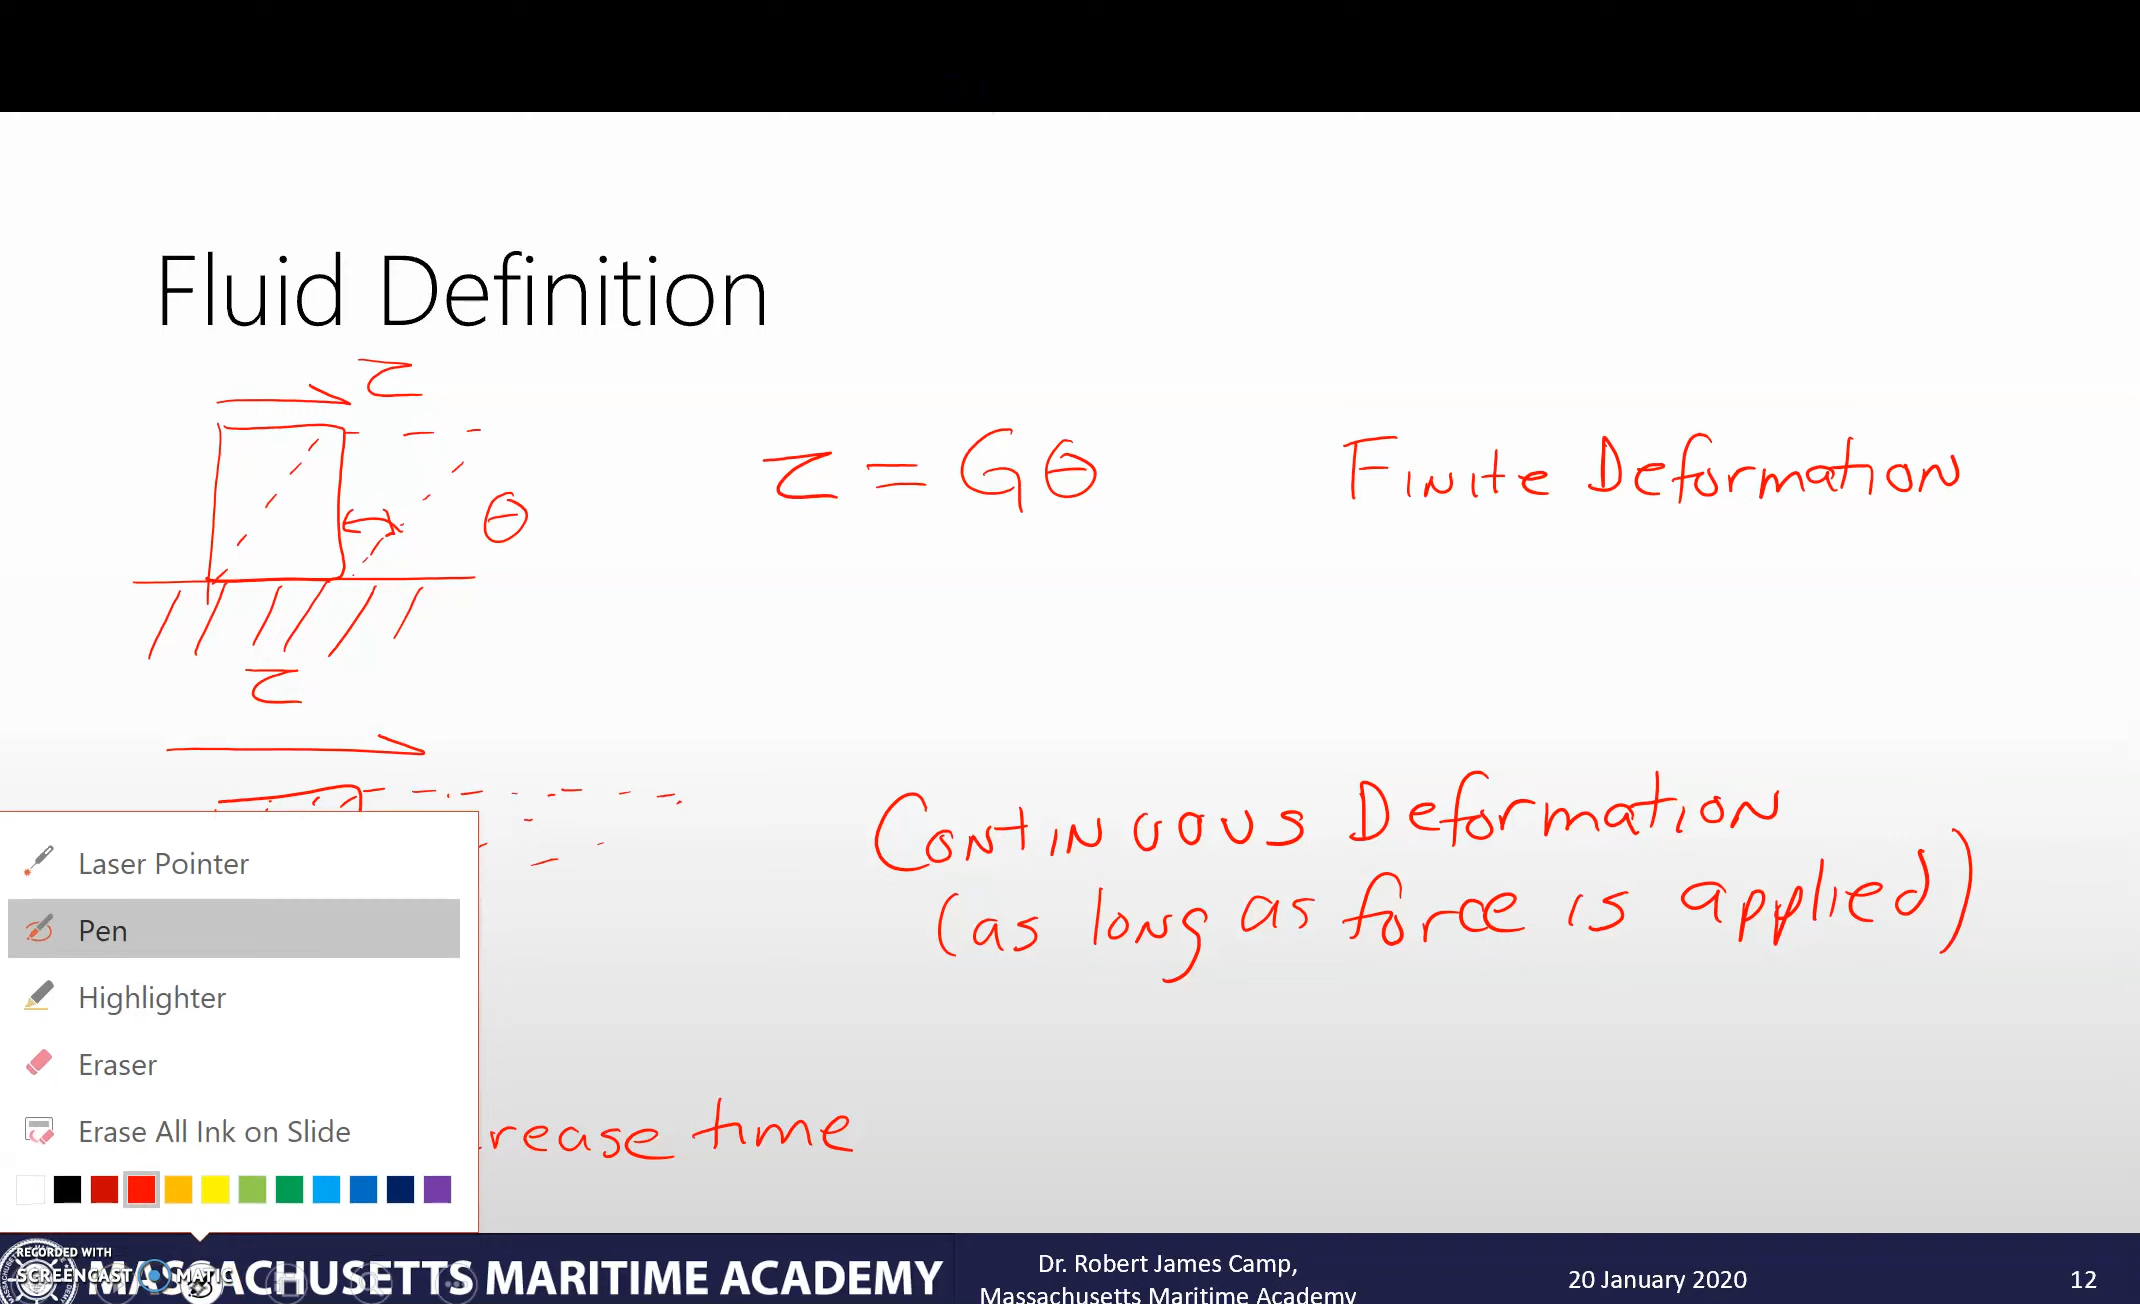 Fluid Definition
τ
τ = Gθ
Finite Deformation
θ
τ
Continuous Deformation
(as long as force is applied)
Laser Pointer
Pen
Highlighter
Eraser
Erase All Ink on Slide
crease time
RECORDED WITH
SCREENCAST MATIC
MASSACHUSETTS MARITIME ACADEMY
Dr. Robert James Camp,
Massachusetts Maritime Academy
20 January 2020
12